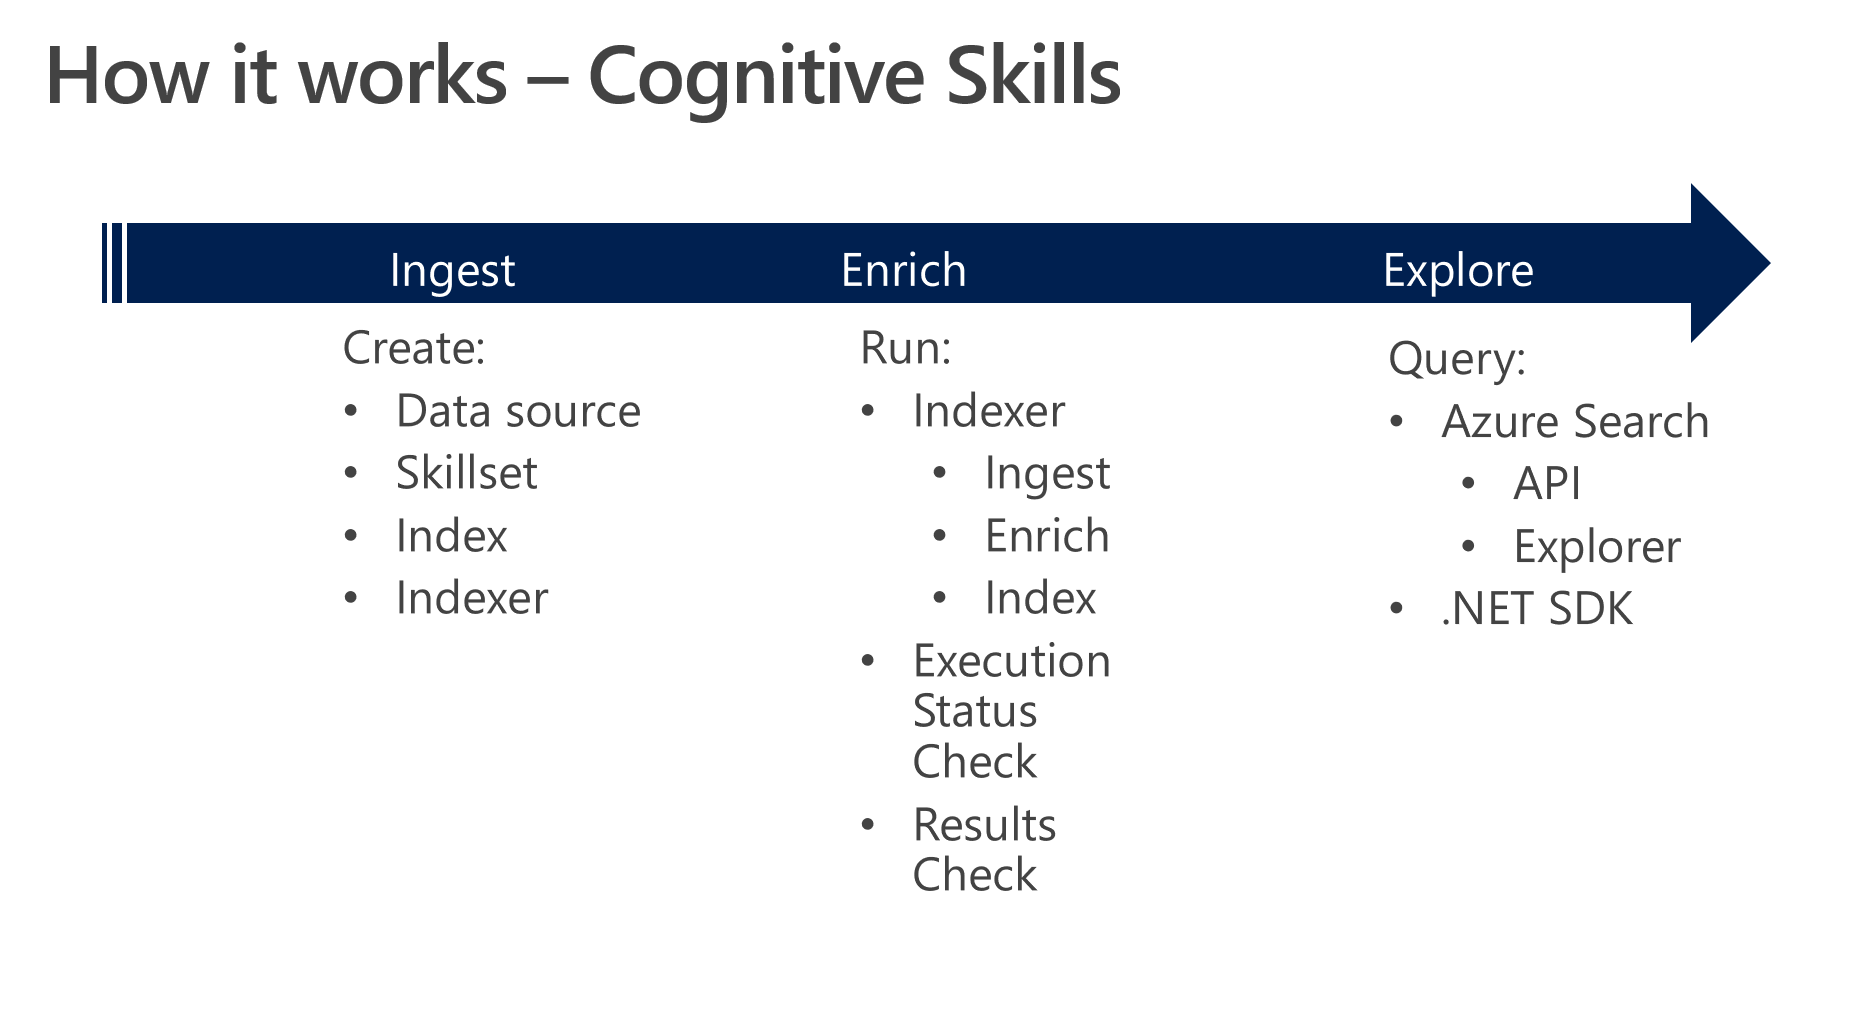 How it works – Cognitive Skills
Ingest
Enrich
Explore
Create:
• Data source
• Skillset
• Index
• Indexer
Run:
• Indexer
• Ingest
• Enrich
• Index
• Execution
Status
Check
• Results
Check
Query:
• Azure Search
• API
• Explorer
• .NET SDK